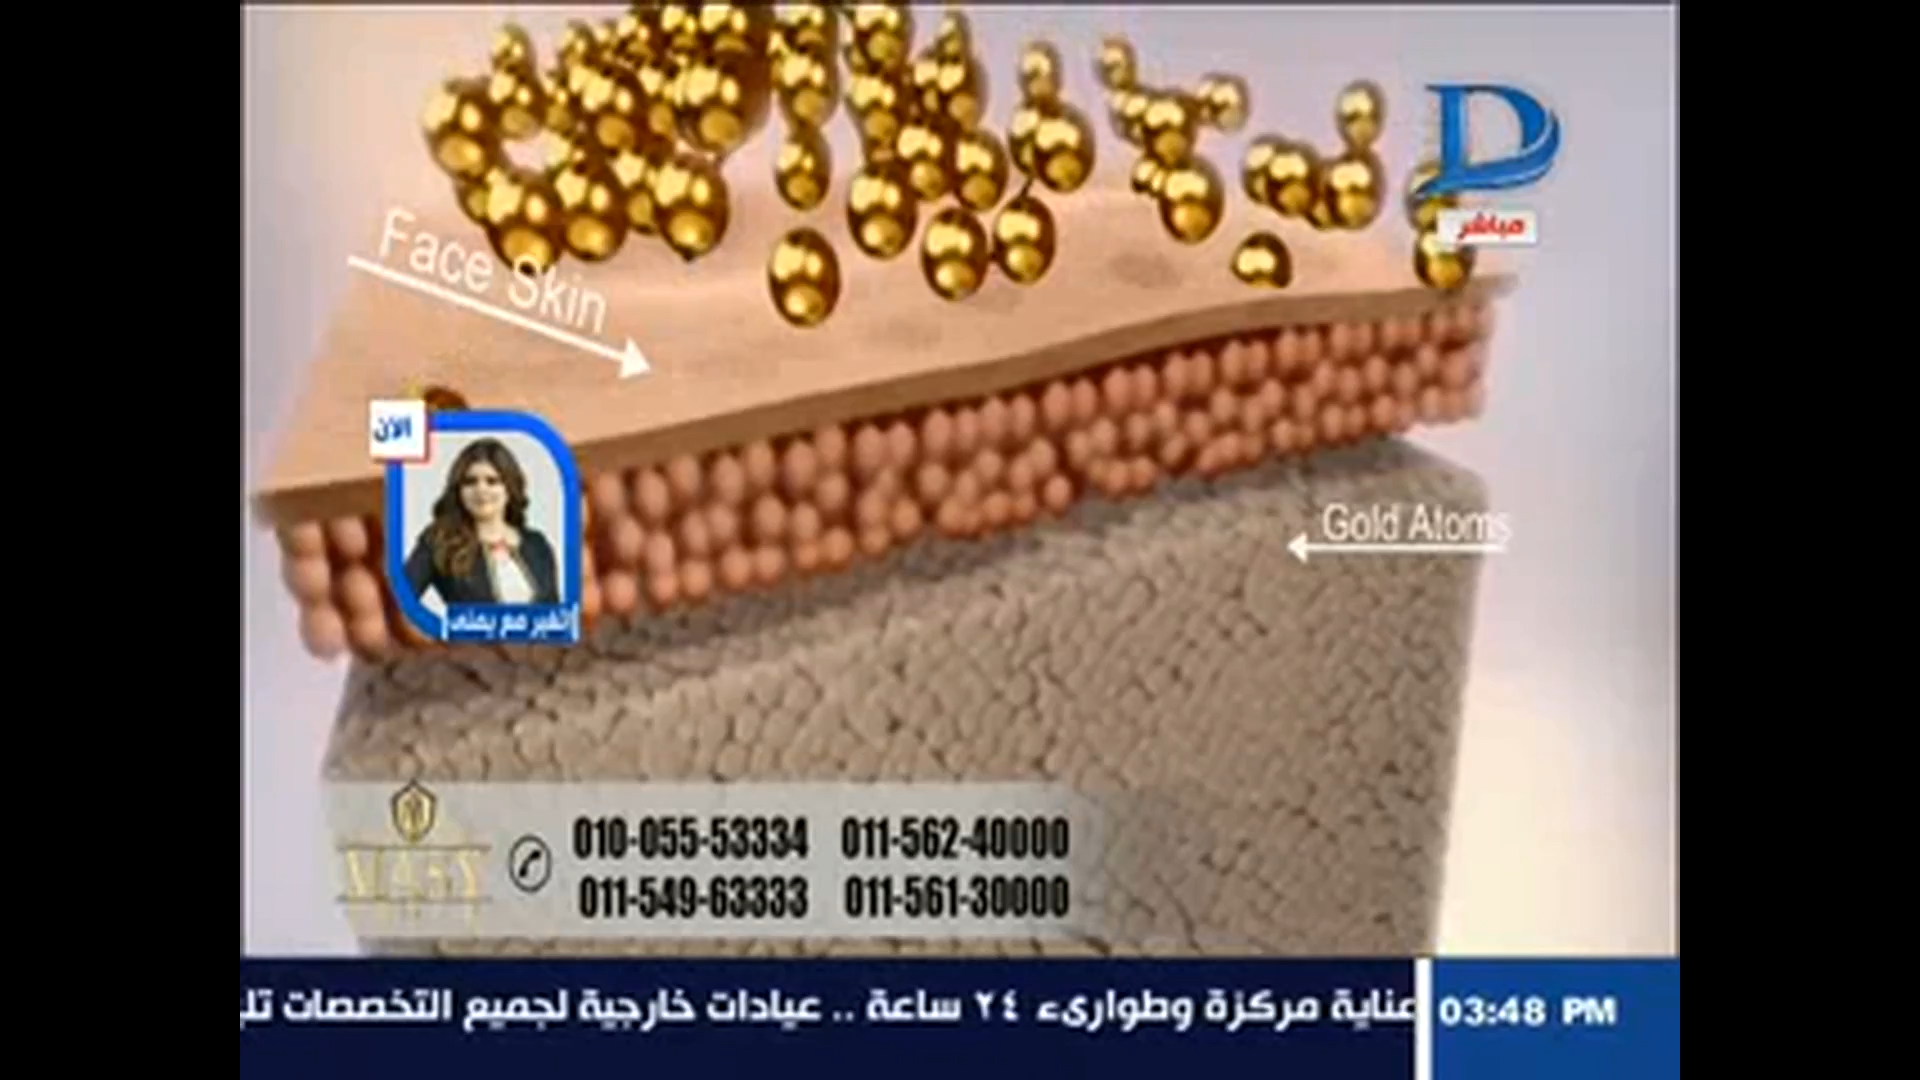 D
مباشر
Face Skin
الآن
اتغير مع يمنى
Gold Atoms
010-055-53334 011-562-40000
011-549-63333 011-561-30000
عناية مركزة وطوارىء ٢٤ ساعة .. عيادات خارجية لجميع التخصصات
03:48 PM